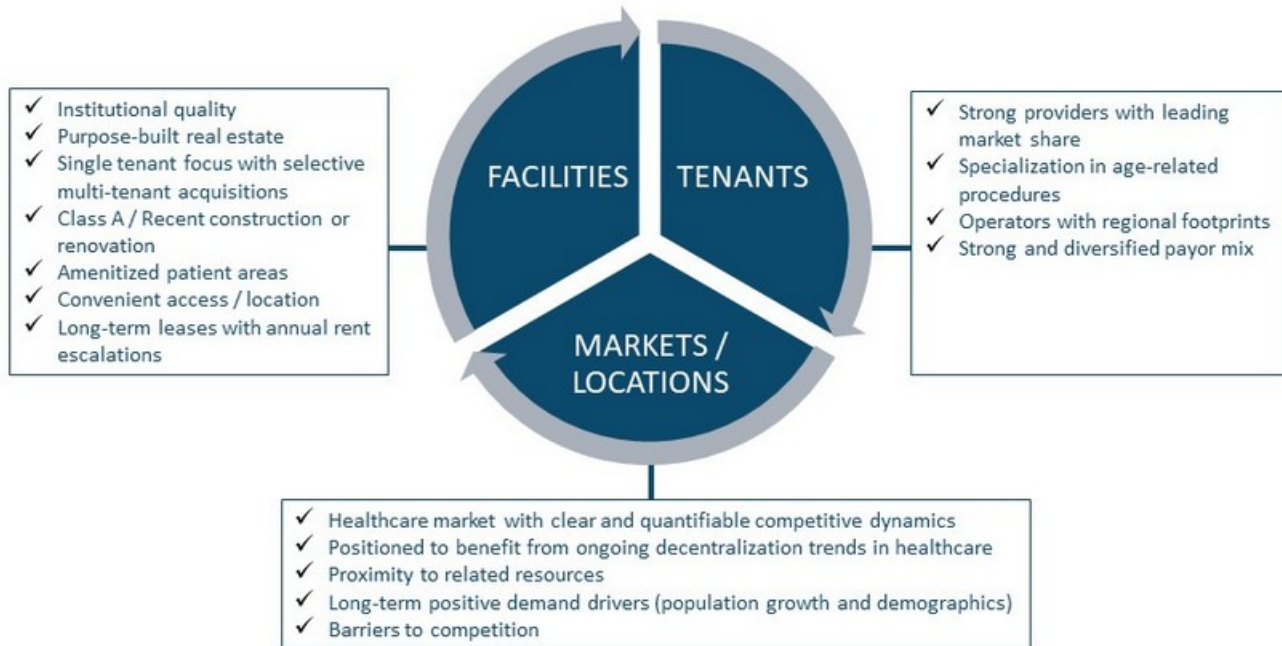 FACILITIES
TENANTS
MARKETS /
LOCATIONS
✓ Institutional quality
✓ Purpose-built real estate
✓ Single tenant focus with selective
multi-tenant acquisitions
✓ Class A / Recent construction or
renovation
✓ Amenitized patient areas
✓ Convenient access / location
✓ Long-term leases with annual rent
escalations
✓ Strong providers with leading
market share
✓ Specialization in age-related
procedures
✓ Operators with regional footprints
✓ Strong and diversified payor mix
✓ Healthcare market with clear and quantifiable competitive dynamics
✓ Positioned to benefit from ongoing decentralization trends in healthcare
✓ Proximity to related resources
✓ Long-term positive demand drivers (population growth and demographics)
✓ Barriers to competition